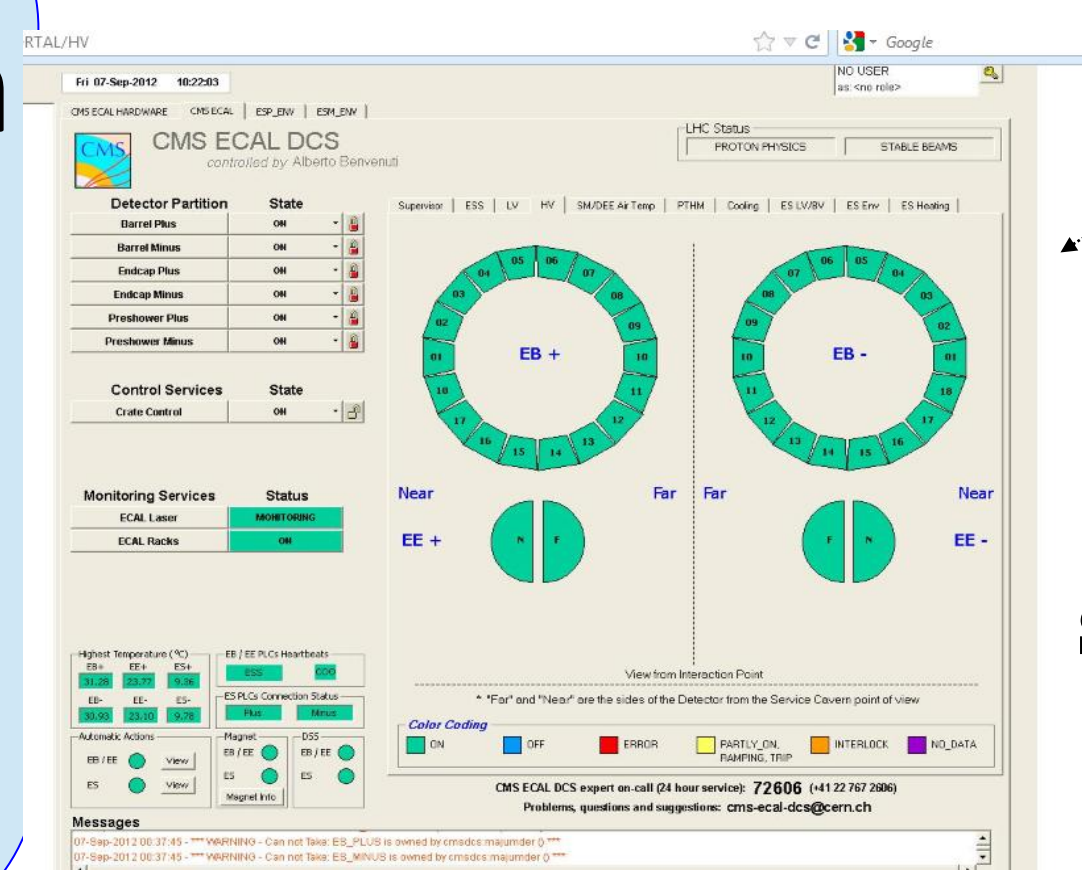 RTAL/HV
Google
Fri 07-Sep-2012 10:22:03
NO USER
as: <no role>
CMS ECAL HARDWARE CMS ECAL ESP_ENV ESM_ENV
CMS
CMS ECAL DCS
controlled by Alberto Benvenuti
LHC Status
PROTON PHYSICS STABLE BEAMS
Detector Partition State
Barrel Plus ON
Barrel Minus ON
Endcap Plus ON
Endcap Minus ON
Preshower Plus ON
Preshower Minus ON
Control Services State
Crate Control ON
Monitoring Services Status
ECAL Laser MONITORING
ECAL Racks ON
Supervisor ESS LV HV SM/DEE Air Temp PTHM Cooling ES LV/BV ES Env ES Heating
05 06 06 05
04 07 07 04
03 08 08 03
02 09 09 02
01 EB + 10 10 EB - 01
18 11 11 18
17 12 12 17
16 13 13 16
15 14 14 15
Near Far Far Near
EE + N F F N EE -
View from Interaction Point
* "Far" and "Near" are the sides of the Detector from the Service Cavern point of view
Color Coding
ON OFF ERROR PARTLY_ON, RAMPING, TRIP INTERLOCK NO_DATA
Highest Temperature (°C)
EB+ EE+ ES+
31.28 23.77 9.36
EB- EE- ES-
30.93 23.10 9.78
EB / EE PLCs Heartbeats
ESS
ES PLCs Connection Status
Plus Minus
Automatic Actions
EB / EE View
ES View
Magnet
EB / EE
ES
Magnet Info
DSS
EB / EE
ES
CMS ECAL DCS expert on-call (24 hour service): 72606 (+41 22 767 2606)
Problems, questions and suggestions: cms-ecal-dcs@cern.ch
Messages
07-Sep-2012 08:37:45 - *** WARNING - Can not Take: EB_PLUS is owned by cmsdcs:majumder () ***
07-Sep-2012 08:37:45 - *** WARNING - Can not Take: EB_MINUS is owned by cmsdcs:majumder () ***